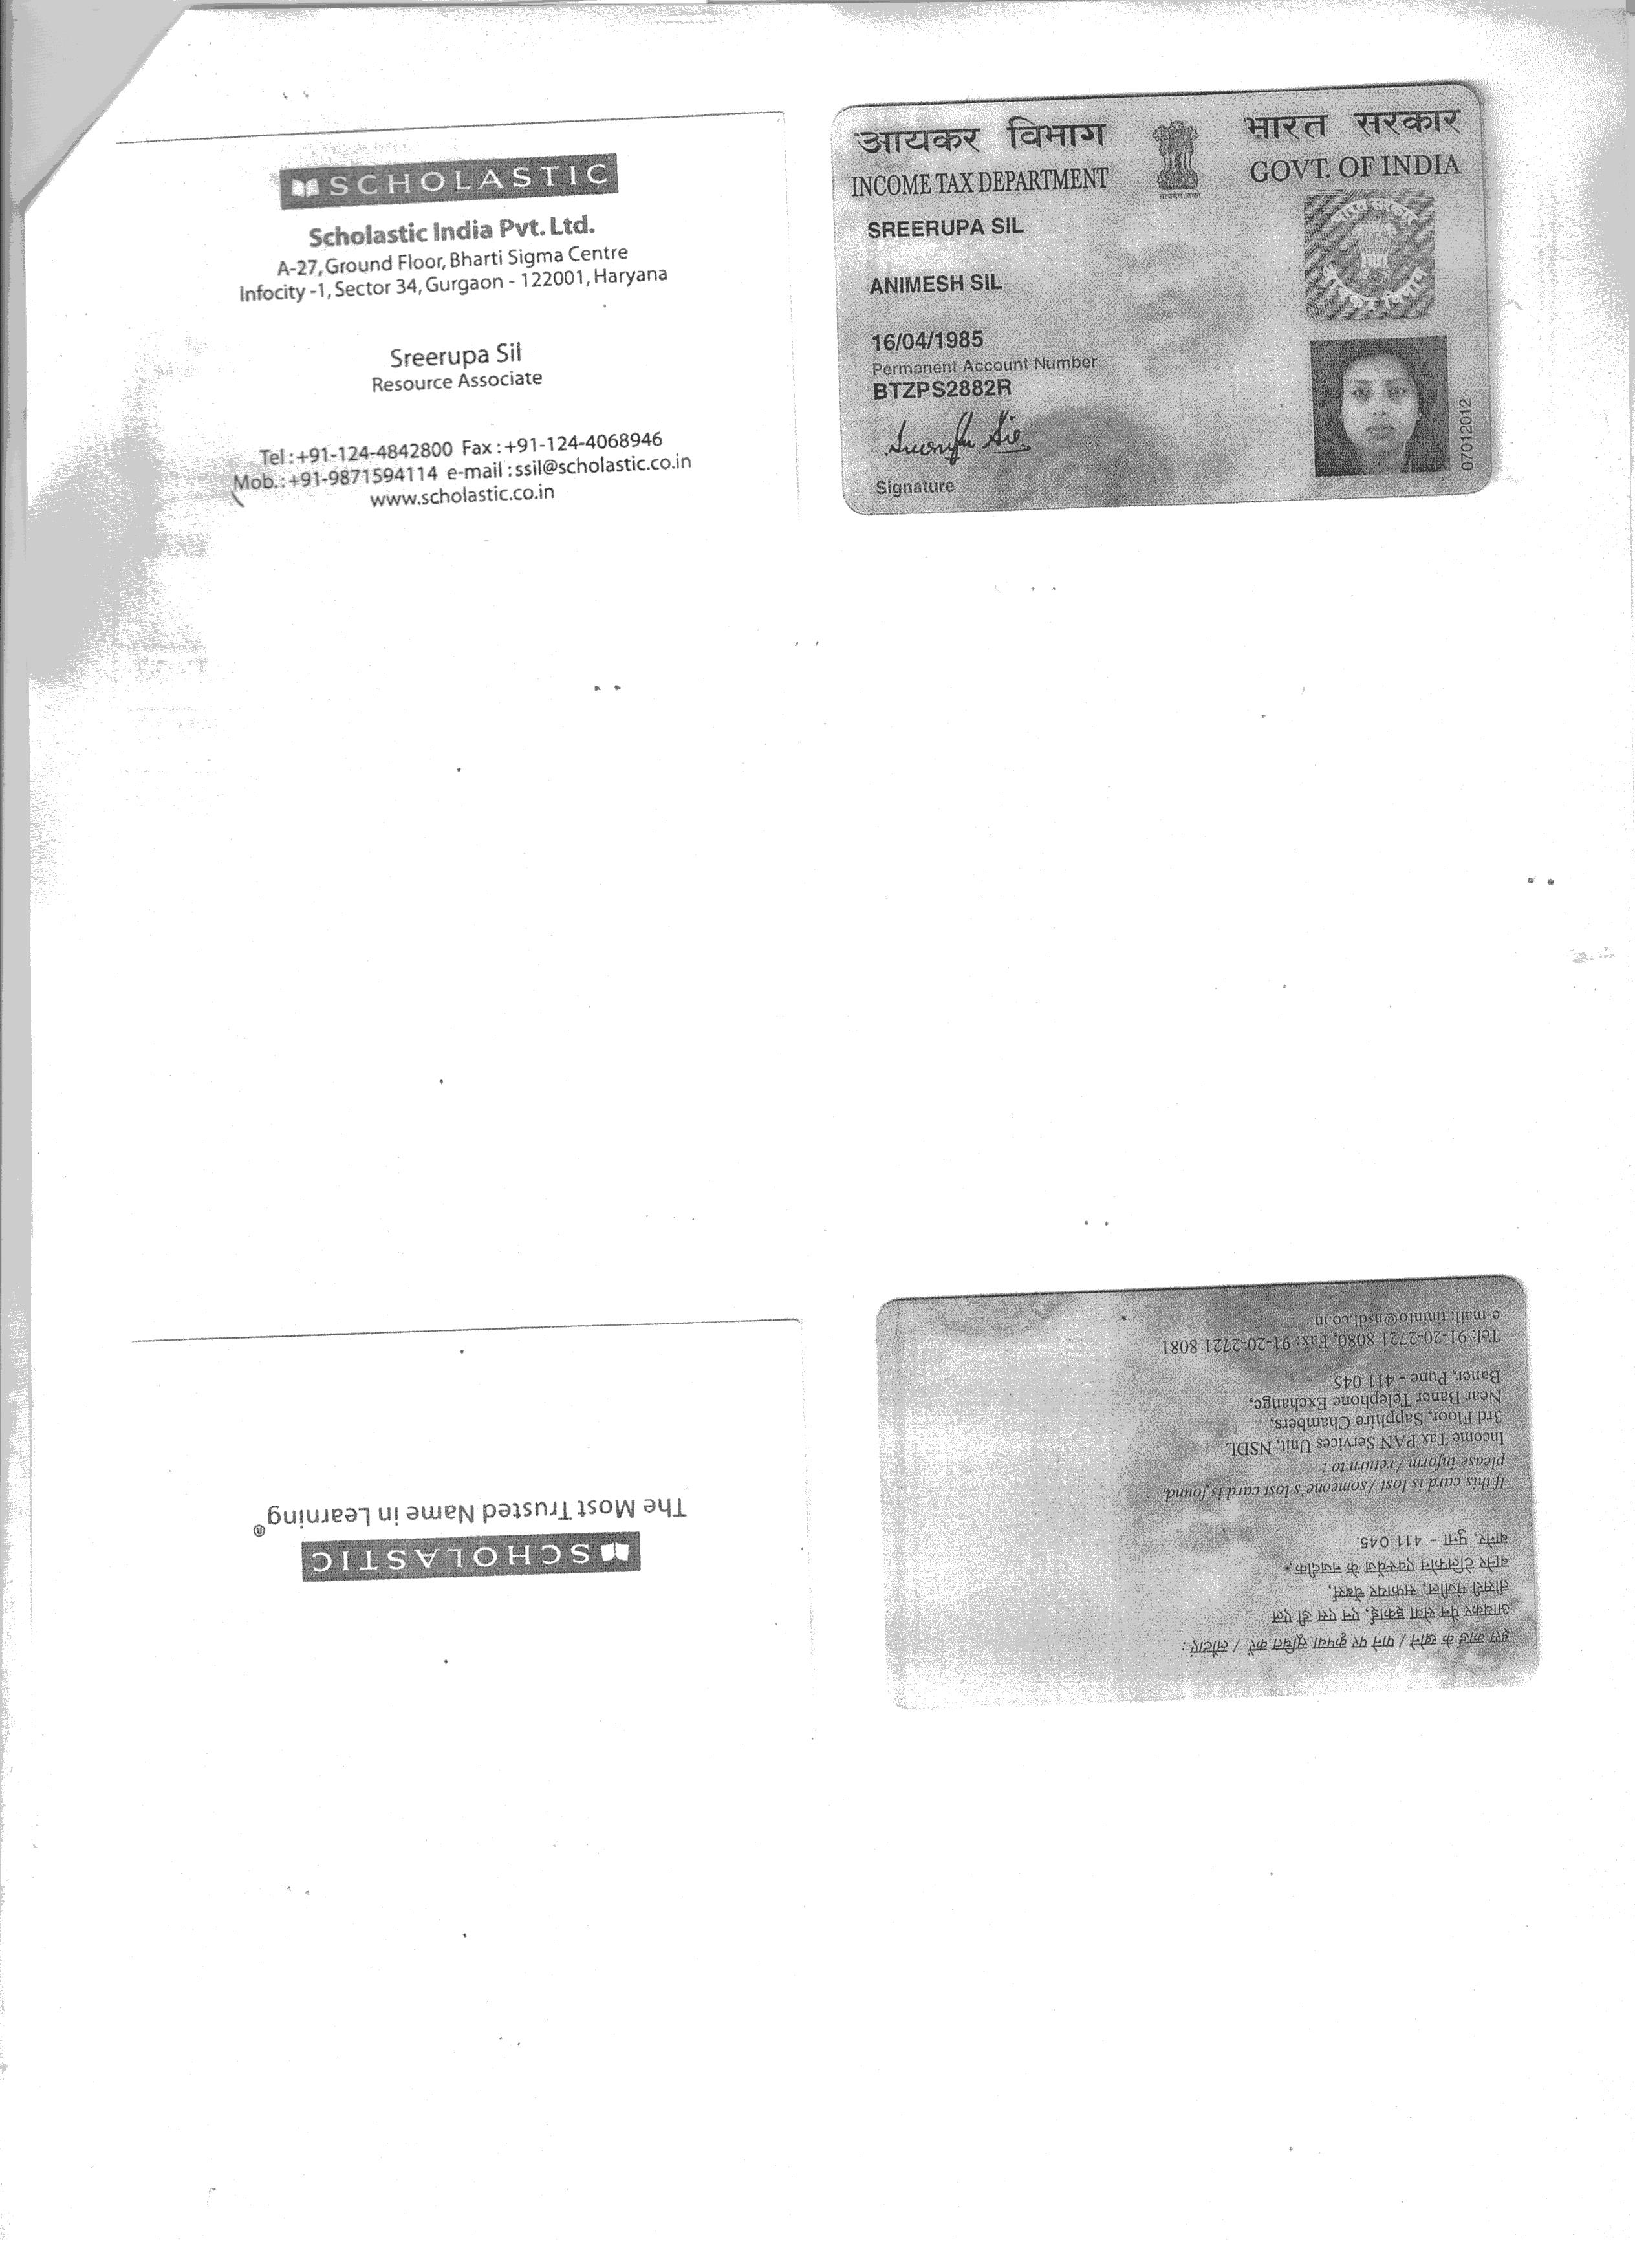 SCHOLASTIC
Scholastic India Pvt. Ltd.
A-27, Ground Floor, Bharti Sigma Centre
Infocity -1, Sector 34, Gurgaon - 122001, Haryana
Sreerupa Sil
Resource Associate
Tel :+91-124-4842800 Fax :+91-124-4068946
Mob.:+91-9871594114 e-mail :ssil@scholastic.co.in
www.scholastic.co.in
आयकर विभाग
INCOME TAX DEPARTMENT
सत्यमेव जयते
भारत सरकार
GOVT. OF INDIA
SREERUPA SIL
ANIMESH SIL
16/04/1985
Permanent Account Number
BTZPS2882R
Signature
भारत सरकार
आयकर विभाग
07012012
SCHOLASTIC
The Most Trusted Name in Learning®
इस कार्ड के खोने / पाने पर कृपया सूचित करें / लौटाएं :
आयकर पैन सेवा इकाई, एन एस डी एल
तीसरी मंजील, सफायर चेंबर्स,
बानेर टेलिफोन एक्स्चेंज के नजदीक,
बानेर, पुना - 411 045.
If this card is lost / someone's lost card is found,
please inform / return to :
Income Tax PAN Services Unit, NSDL
3rd Floor, Sapphire Chambers,
Near Baner Telephone Exchange,
Baner, Pune - 411 045.
Tel: 91-20-2721 8080, Fax: 91-20-2721 8081
e-mail: tininfo@nsdl.co.in